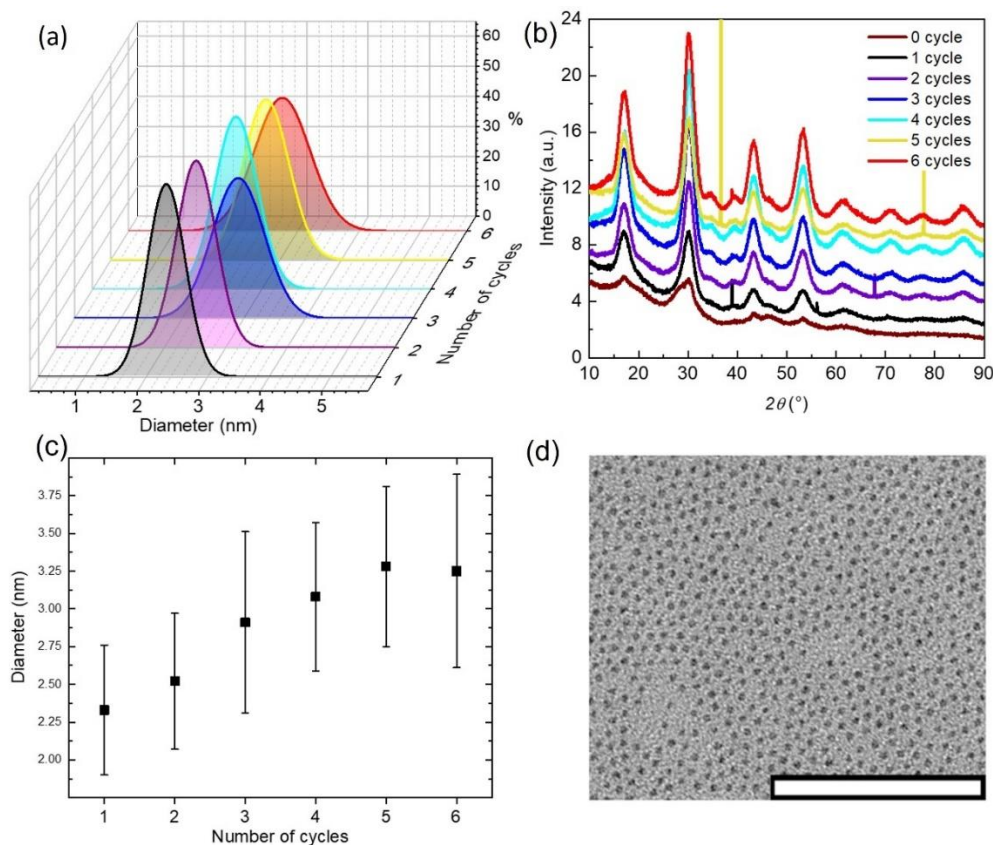 (a)
60
50
40
30
20
10
0
%
6
5
4
3
2
1
Number of cycles
1 2 3 4 5
Diameter (nm)
(b)
24
20
16
12
8
4
0
Intensity (a.u.)
0 cycle
1 cycle
2 cycles
3 cycles
4 cycles
5 cycles
6 cycles
10 20 30 40 50 60 70 80 90
2θ (°)
(c)
3.75
3.50
3.25
3.00
2.75
2.50
2.25
2.00
Diameter (nm)
1 2 3 4 5 6
Number of cycles
(d)